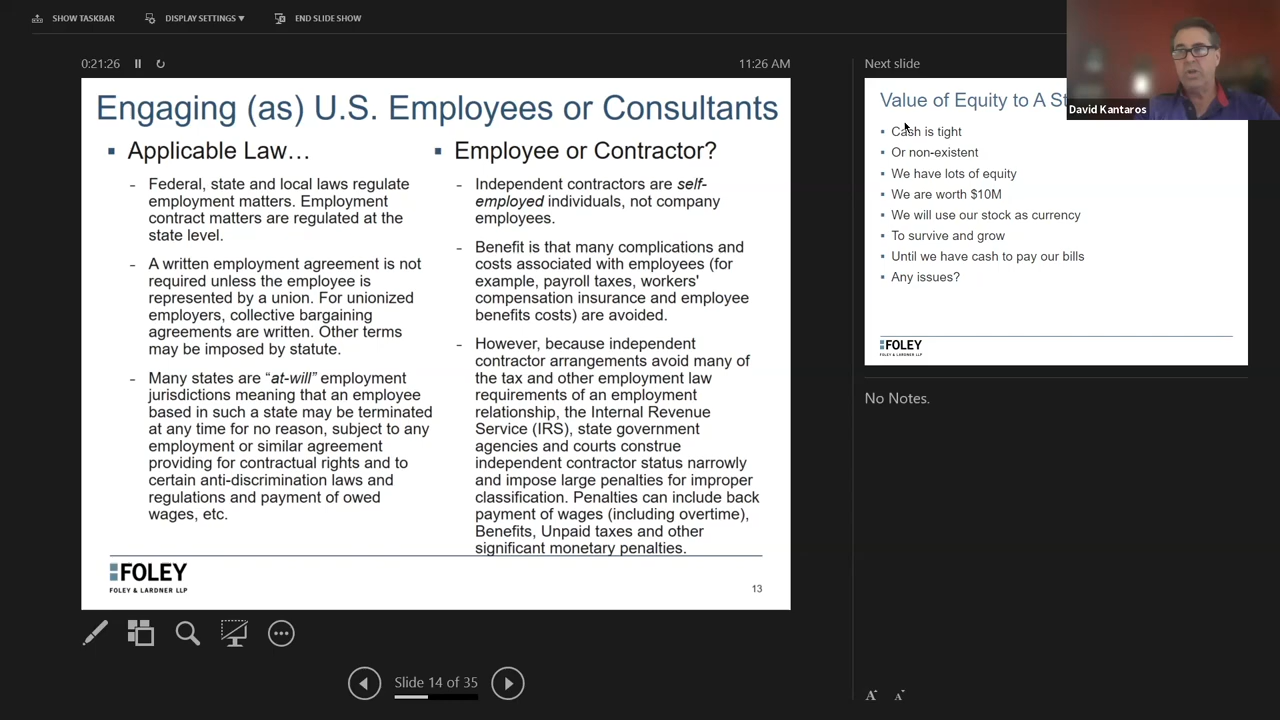 SHOW TASKBAR
DISPLAY SETTINGS ▼
END SLIDE SHOW
0:21:26
11:26 AM
Engaging (as) U.S. Employees or Consultants
▪ Applicable Law…
- Federal, state and local laws regulate
employment matters. Employment
contract matters are regulated at the
state level.
- A written employment agreement is not
required unless the employee is
represented by a union. For unionized
employers, collective bargaining
agreements are written. Other terms
may be imposed by statute.
- Many states are “at-will” employment
jurisdictions meaning that an employee
based in such a state may be terminated
at any time for no reason, subject to any
employment or similar agreement
providing for contractual rights and to
certain anti-discrimination laws and
regulations and payment of owed
wages, etc.
▪ Employee or Contractor?
- Independent contractors are self-
employed individuals, not company
employees.
- Benefit is that many complications and
costs associated with employees (for
example, payroll taxes, workers'
compensation insurance and employee
benefits costs) are avoided.
- However, because independent
contractor arrangements avoid many of
the tax and other employment law
requirements of an employment
relationship, the Internal Revenue
Service (IRS), state government
agencies and courts construe
independent contractor status narrowly
and impose large penalties for improper
classification. Penalties can include back
payment of wages (including overtime),
Benefits, Unpaid taxes and other
significant monetary penalties.
FOLEY
FOLEY & LARDNER LLP
13
Slide 14 of 35
Next slide
David Kantaros
Value of Equity to A
▪ Cash is tight
▪ Or non-existent
▪ We have lots of equity
▪ We are worth $10M
▪ We will use our stock as currency
▪ To survive and grow
▪ Until we have cash to pay our bills
▪ Any issues?
FOLEY
FOLEY & LARDNER LLP
No Notes.
A A